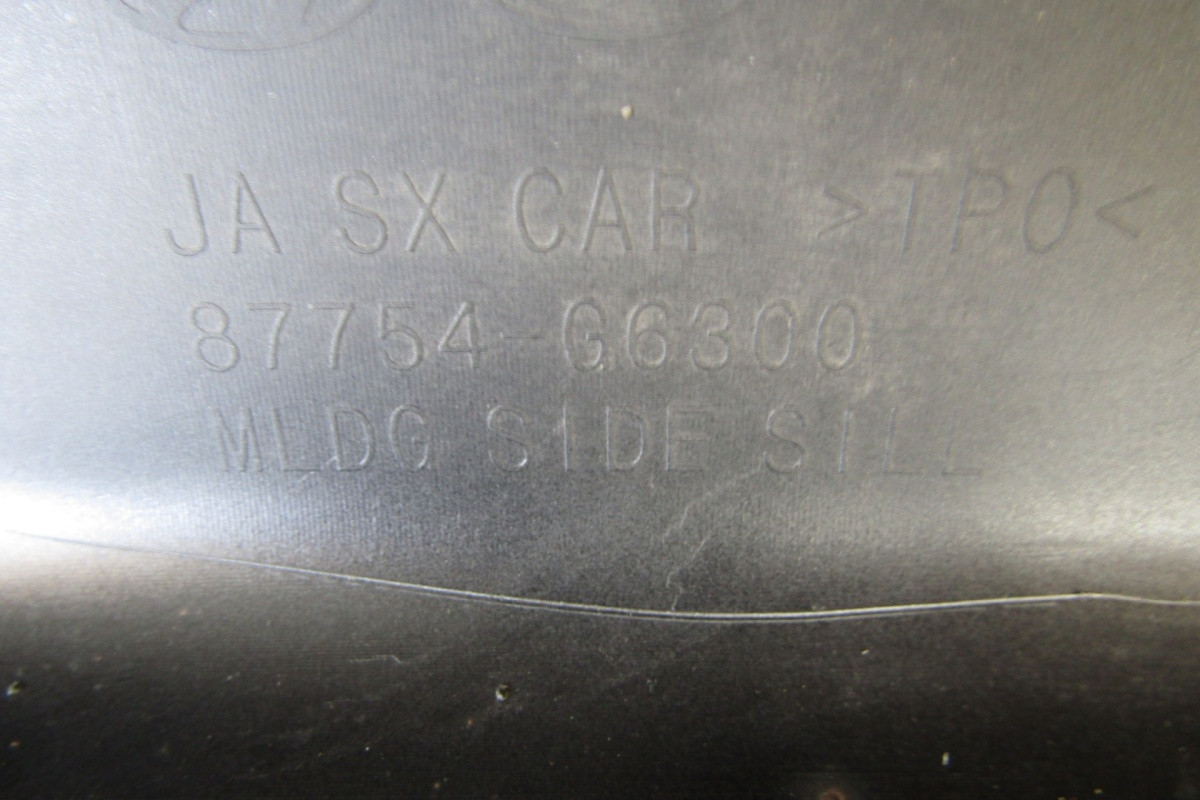 JA SX CAR >TPO<
87754-G6300
MLDG SIDE SILL